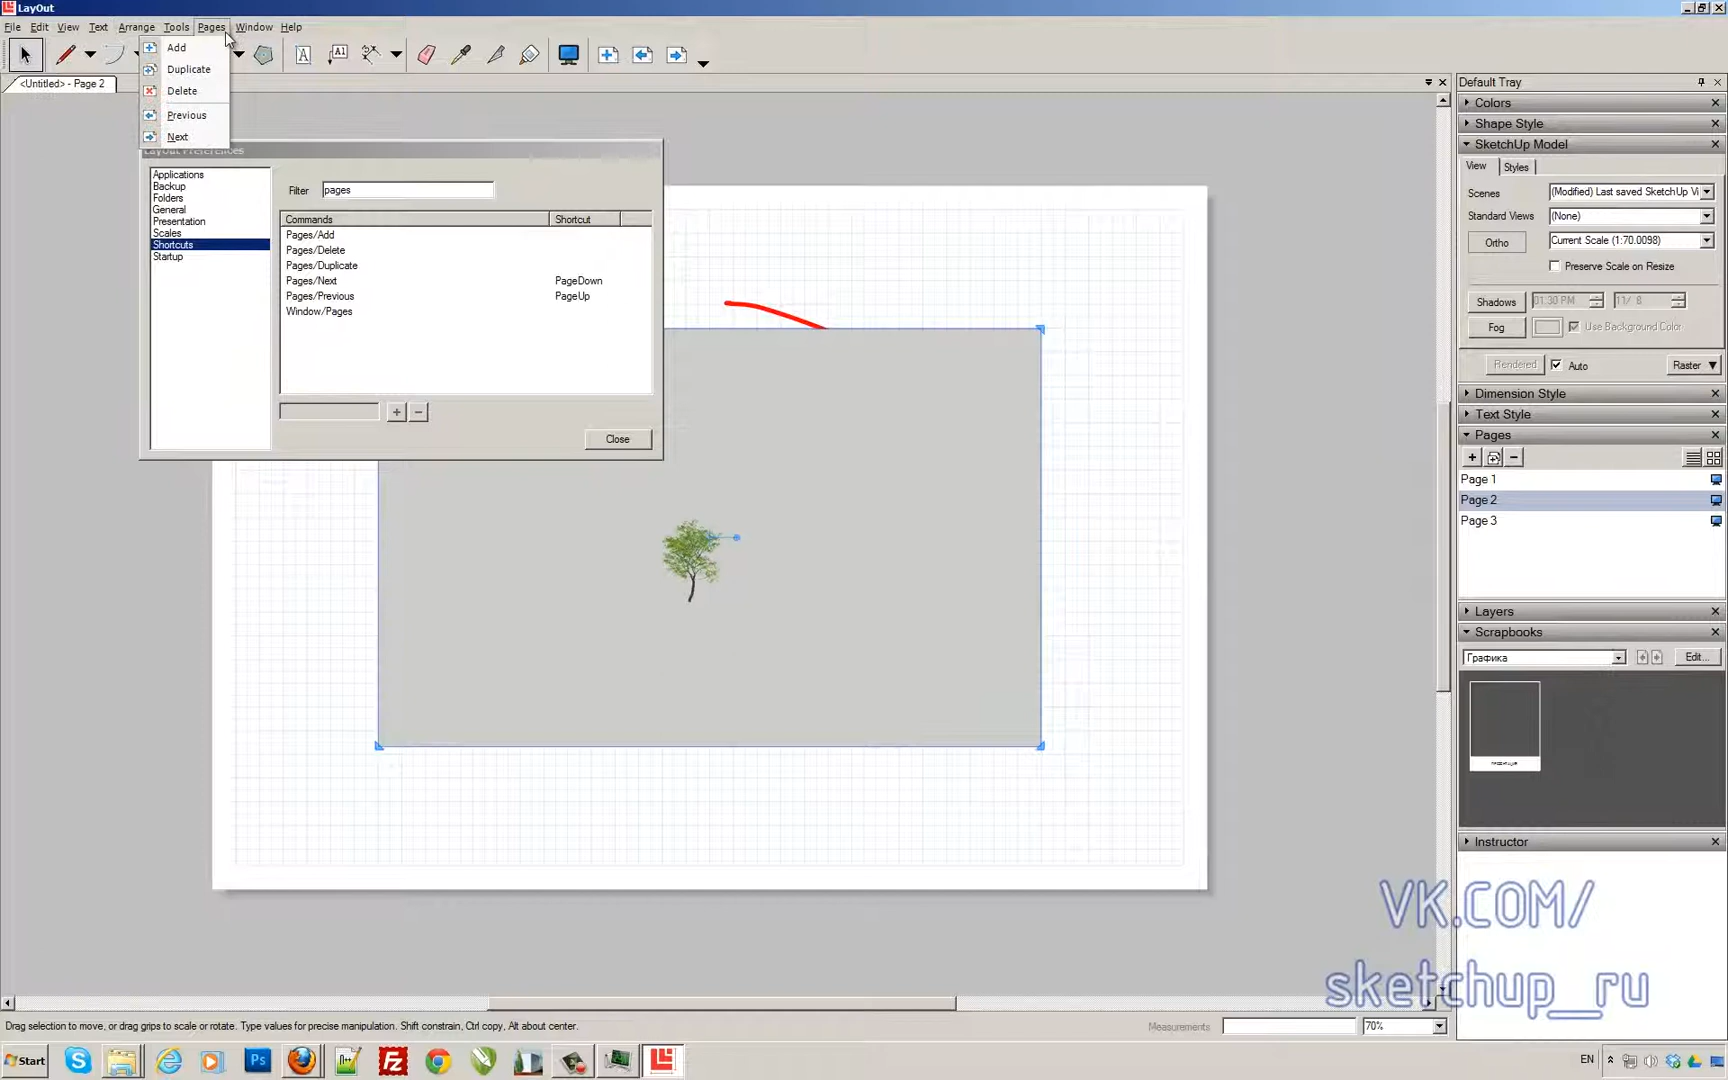 LayOut
File Edit View Text Arrange Tools Pages Window Help
<Untitled> - Page 2
Add
Duplicate
Delete
Previous
Next
LayOut Preferences
Applications
Backup
Folders
General
Presentation
Scales
Shortcuts
Startup
Filter pages
Commands Shortcut
Pages/Add
Pages/Delete
Pages/Duplicate
Pages/Next PageDown
Pages/Previous PageUp
Window/Pages
Close
Default Tray
Colors
Shape Style
SketchUp Model
View Styles
Scenes (Modified) Last saved SketchUp Vi
Standard Views (None)
Ortho Current Scale (1:70.0098)
Preserve Scale on Resize
Shadows 01:30 PM 11/ 8
Fog Use Background Color
Rendered Auto Raster
Dimension Style
Text Style
Pages
Page 1
Page 2
Page 3
Layers
Scrapbooks
Графика Edit...
Instructor
VK.COM/
sketchup_ru
Drag selection to move, or drag grips to scale or rotate. Type values for precise manipulation. Shift constrain, Ctrl copy, Alt about center.
Measurements 70%
Start
EN